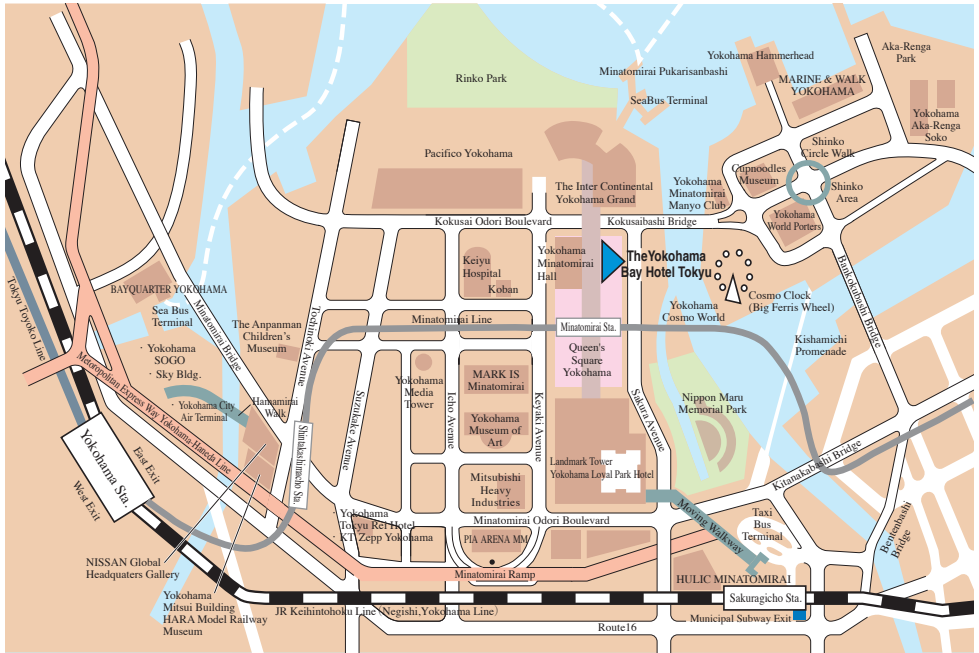 Rinko Park
Minatomirai Pukarisanbashi
SeaBus Terminal
Yokohama Hammerhead
MARINE & WALK
YOKOHAMA
Aka-Renga
Park
Yokohama
Aka-Renga
Soko
Shinko
Circle Walk
Shinko
Area
Cupnoodles
Museum
Yokohama
World Porters
Yokohama
Minatomirai
Manyo Club
Pacifico Yokohama
The Inter Continental
Yokohama Grand
Kokusai Odori Boulevard
Kokusaibashi Bridge
Keiyu
Hospital
Koban
Yokohama
Minatomirai
Hall
TheYokohama
Bay Hotel Tokyu
Cosmo Clock
(Big Ferris Wheel)
Yokohama
Cosmo World
Bankokubashi Bridge
Kishamichi
Promenade
BAYQUARTER YOKOHAMA
Sea Bus
Terminal
Minatomirai Bridge
The Anpanman
Children's
Museum
Tochinoki Avenue
Minatomirai Line
Minatomirai Sta.
Queen's
Square
Yokohama
Tokyu Toyoko Line
· Yokohama
SOGO
· Sky Bldg.
· Yokohama City
Air Terminal
Hamamirai
Walk
Metoropolitan Express Way Yokohama-Haneda Line
Yokohama Sta.
East Exit
West Exit
Shintakashimacho Sta.
Suzukake Avenue
Yokohama
Media
Tower
Icho Avenue
MARK IS
Minatomirai
Yokohama
Museum of
Art
Mitsubishi
Heavy
Industries
Keyaki Avenue
Sakura Avenue
Landmark Tower
Yokohama Loyal Park Hotel
Nippon Maru
Memorial Park
Kitanakabashi Bridge
Bentenbashi
Bridge
Taxi
Bus
Terminal
Moving Walkway
Minatomirai Odori Boulevard
· Yokohama
Tokyu Rei Hotel
· KT Zepp Yokohama
PIA ARENA MM
Minatomirai Ramp
NISSAN Global
Headquaters Gallery
Yokohama
Mitsui Building
HARA Model Railway
Museum
HULIC MINATOMIRAI
Sakuragicho Sta.
Municipal Subway Exit
JR Keihintohoku Line (Negishi,Yokohama Line)
Route16